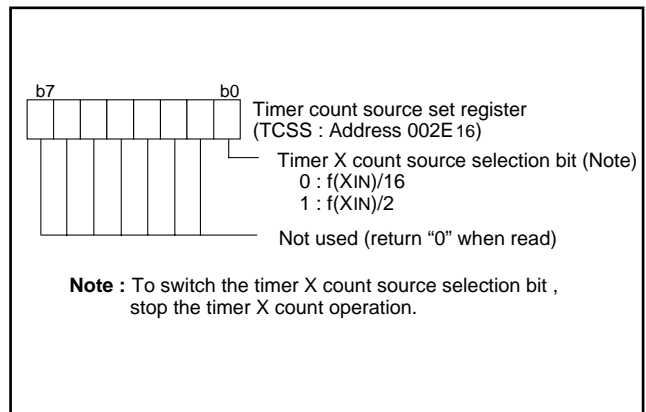 b7 b0
Timer count source set register
(TCSS : Address 002E16)
Timer X count source selection bit (Note)
0 : f(XIN)/16
1 : f(XIN)/2
Not used (return “0” when read)
Note : To switch the timer X count source selection bit ,
stop the timer X count operation.